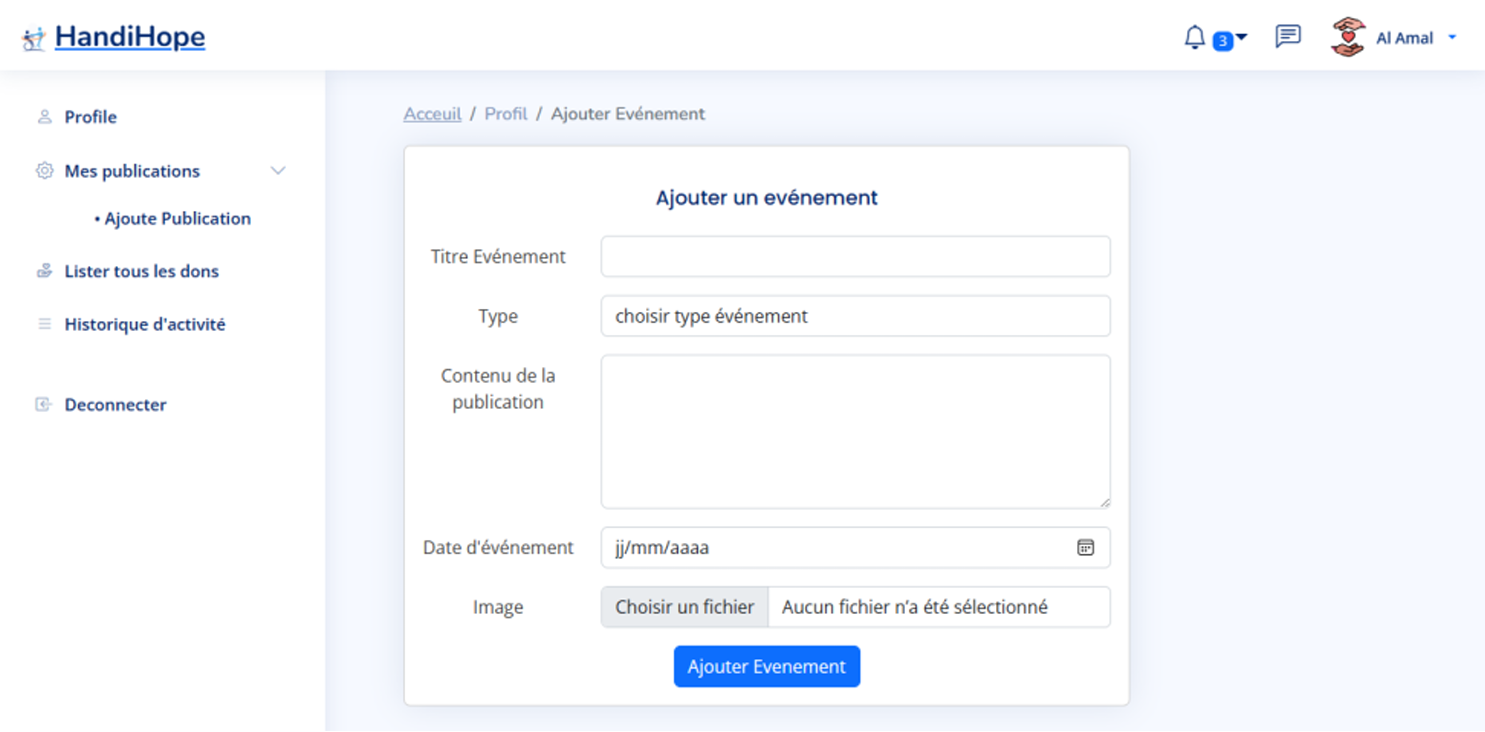 HandiHope
3
Al Amal
Profile
Mes publications
• Ajoute Publication
Lister tous les dons
Historique d'activité
Deconnecter
Acceuil / Profil / Ajouter Evénement
Ajouter un evénement
Titre Evénement
Type
choisir type événement
Contenu de la
publication
Date d'événement
jj/mm/aaaa
Image
Choisir un fichier
Aucun fichier n'a été sélectionné
Ajouter Evenement